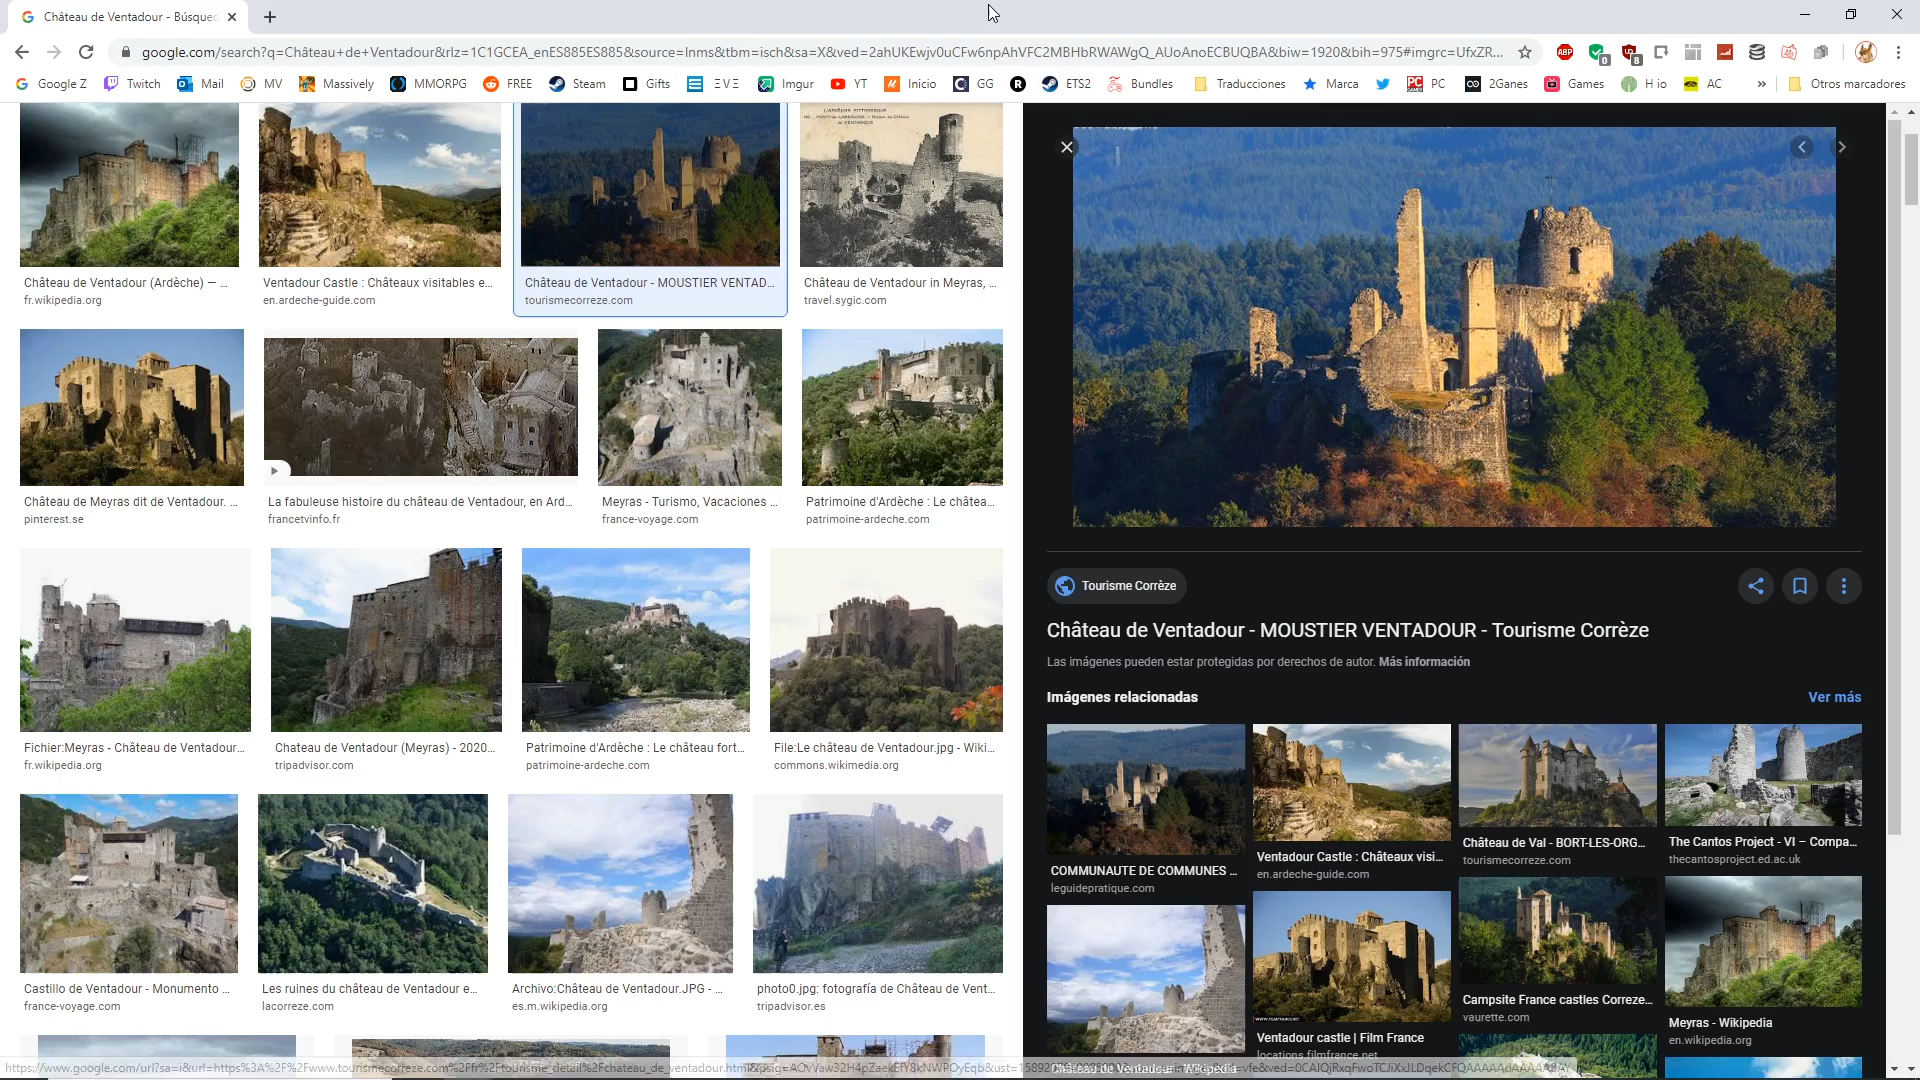 Château de Ventadour - Búsqued
google.com/search?q=Château+de+Ventadour&rlz=1C1GCEA_enES885ES885&source=lnms&tbm=isch&sa=X&ved=2ahUKEwjv0uCFw6npAhVFC2MBHbRWAWgQ_AUoAnoECBUQBA&biw=1920&bih=975#imgrc=UfxZR...
Google Z Twitch Mail MV Massively MMORPG FREE Steam Gifts EVE Imgur YT Inicio GG ETS2 Bundles Traducciones Marca PC 2Ganes Games H io AC » Otros marcadores
Château de Ventadour (Ardèche) — ...
fr.wikipedia.org
Ventadour Castle : Châteaux visitables e...
en.ardeche-guide.com
Château de Ventadour - MOUSTIER VENTAD...
tourismecorreze.com
Château de Ventadour in Meyras, ...
travel.sygic.com
Château de Meyras dit de Ventadour. ...
pinterest.se
La fabuleuse histoire du château de Ventadour, en Ard...
francetvinfo.fr
Meyras - Turismo, Vacaciones ...
france-voyage.com
Patrimoine d'Ardèche : Le châtea...
patrimoine-ardeche.com
Fichier:Meyras - Château de Ventadour...
fr.wikipedia.org
Chateau de Ventadour (Meyras) - 2020...
tripadvisor.com
Patrimoine d'Ardèche : Le château fort...
patrimoine-ardeche.com
File:Le château de Ventadour.jpg - Wiki...
commons.wikimedia.org
Castillo de Ventadour - Monumento ...
france-voyage.com
Les ruines du château de Ventadour e...
lacorreze.com
Archivo:Château de Ventadour.JPG - ...
es.m.wikipedia.org
photo0.jpg: fotografía de Château de Vent...
tripadvisor.es
Tourisme Corrèze
Château de Ventadour - MOUSTIER VENTADOUR - Tourisme Corrèze
Las imágenes pueden estar protegidas por derechos de autor. Más información
Imágenes relacionadas
Ver más
COMMUNAUTE DE COMMUNES ...
leguidepratique.com
Ventadour Castle : Châteaux visi...
en.ardeche-guide.com
Château de Val - BORT-LES-ORG...
tourismecorreze.com
The Cantos Project - VI – Compa...
thecantosproject.ed.ac.uk
Ventadour castle | Film France
locations.filmfrance.net
Campsite France castles Correze...
vaurette.com
Meyras - Wikipedia
en.wikipedia.org
Château de Ventadour - Wikipedia